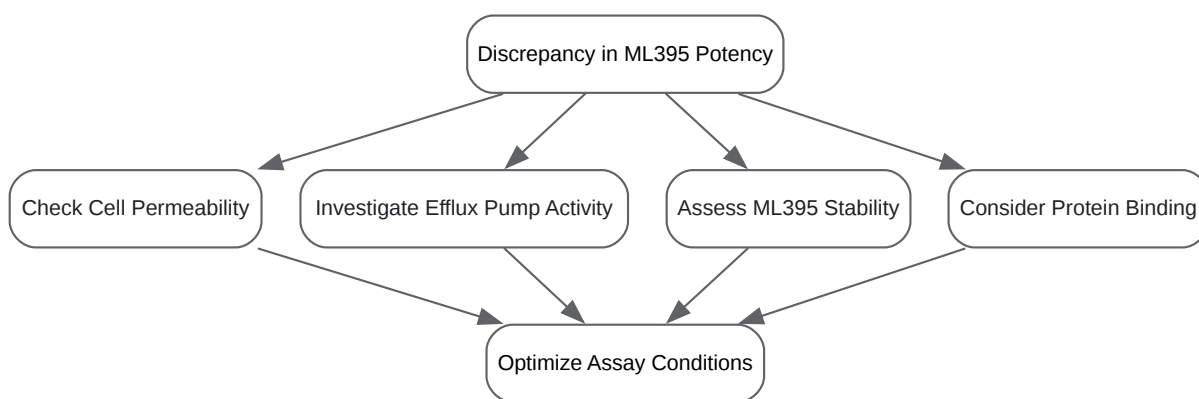 Discrepancy in ML395 Potency
Check Cell Permeability
Investigate Efflux Pump Activity
Assess ML395 Stability
Consider Protein Binding
Optimize Assay Conditions